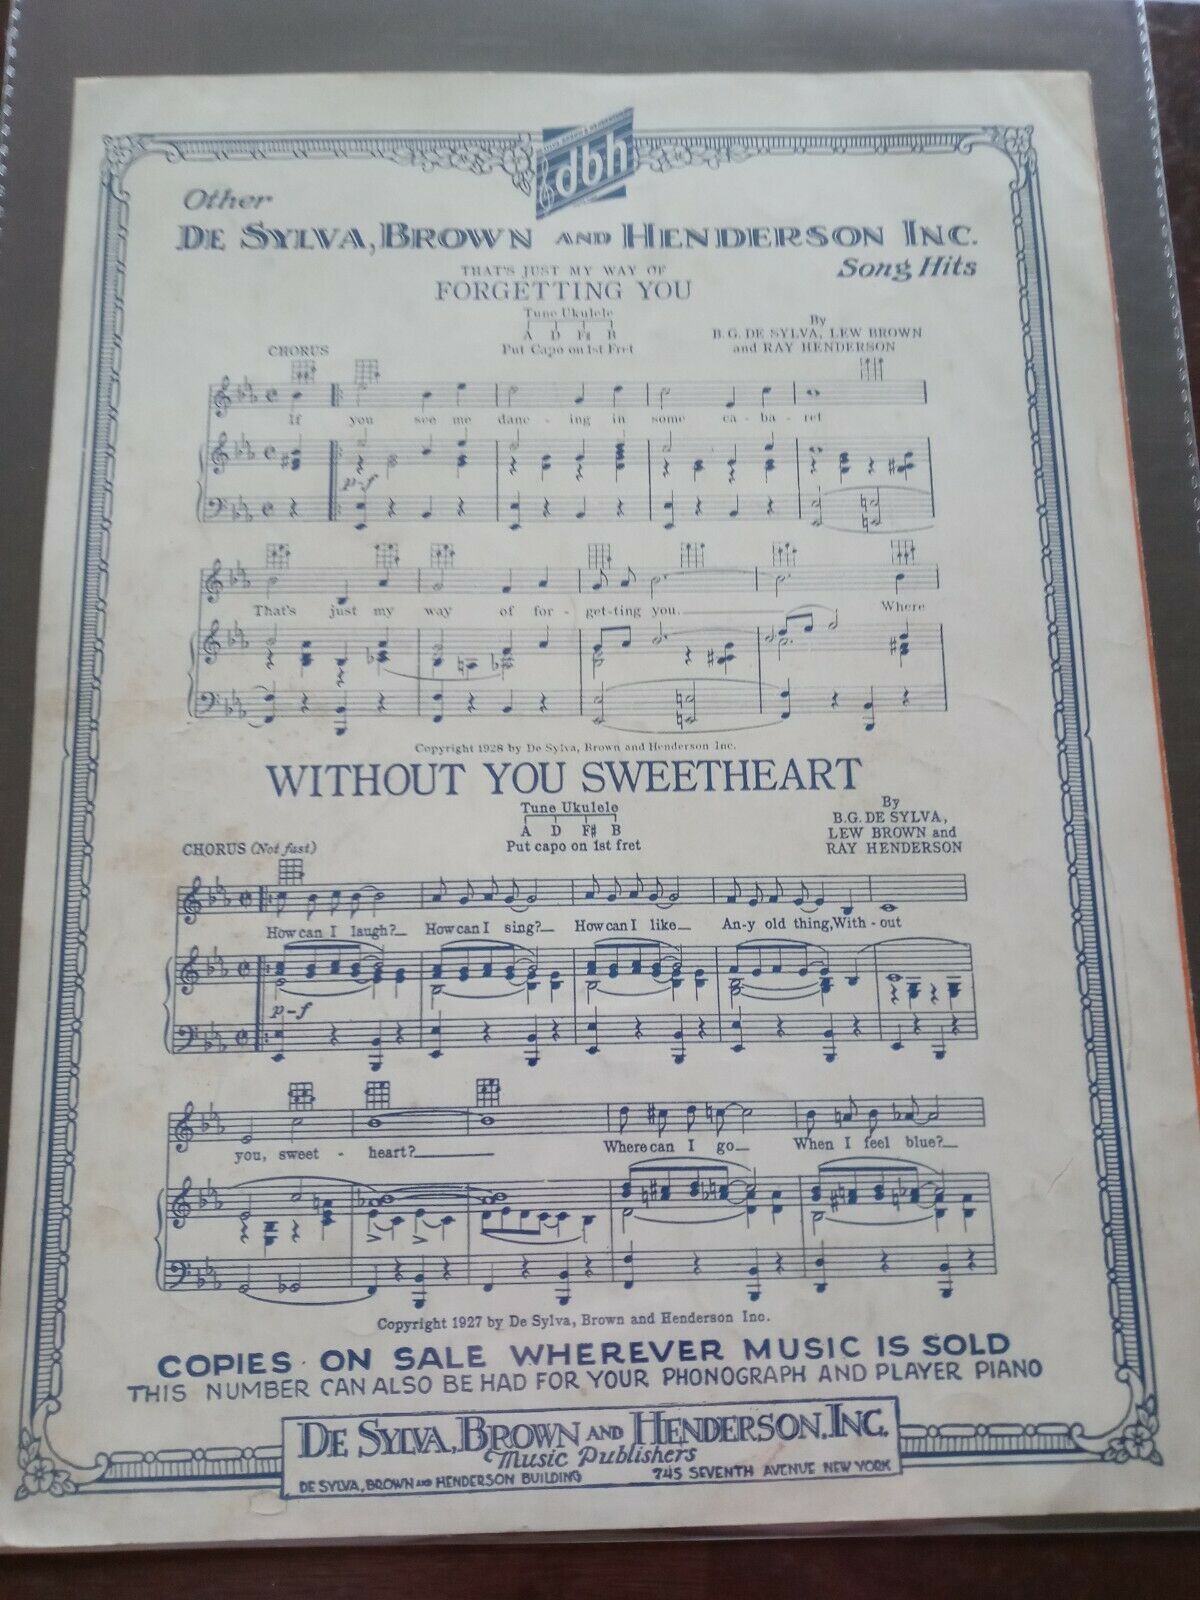 dbh
Other
DE SYLVA, BROWN AND HENDERSON INC.
Song Hits
THAT'S JUST MY WAY OF
FORGETTING YOU
Tune Ukulele
A D F# B
Put Capo on 1st Fret
By
B. G. DE SYLVA, LEW BROWN
and RAY HENDERSON
CHORUS
If you see me danc - ing in some ca - ba - ret
p-f
That's just my way of for - get-ting you. Where
Copyright 1928 by De Sylva, Brown and Henderson Inc.
WITHOUT YOU SWEETHEART
Tune Ukulele
A D F# B
Put capo on 1st fret
By
B. G. DE SYLVA,
LEW BROWN and
RAY HENDERSON
CHORUS (Not fast)
How can I laugh? How can I sing? How can I like An-y old thing, With - out
p-f
you, sweet - heart? Where can I go When I feel blue?
Copyright 1927 by De Sylva, Brown and Henderson Inc.
COPIES ON SALE WHEREVER MUSIC IS SOLD
THIS NUMBER CAN ALSO BE HAD FOR YOUR PHONOGRAPH AND PLAYER PIANO
DE SYLVA, BROWN AND HENDERSON, INC.
Music Publishers
DE SYLVA, BROWN AND HENDERSON BUILDING 745 SEVENTH AVENUE NEW YORK